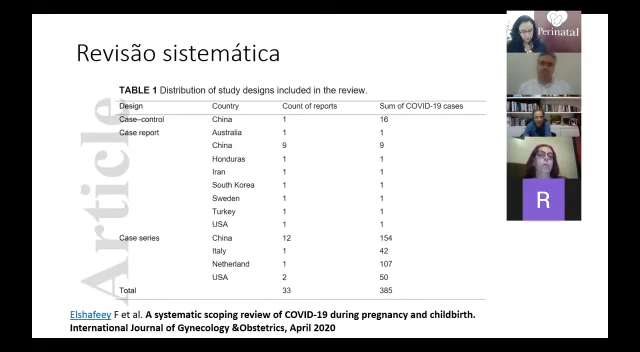 Revisão sistemática
TABLE 1 Distribution of study designs included in the review.
Design Country Count of reports Sum of COVID-19 cases
Case–control China 1 16
Case report Australia 1 1
China 9 9
Honduras 1 1
Iran 1 1
South Korea 1 1
Sweden 1 1
Turkey 1 1
USA 1 1
Case series China 12 154
Italy 1 42
Netherland 1 107
USA 2 50
Total 33 385
Article
Elshafeey F et al. A systematic scoping review of COVID-19 during pregnancy and childbirth.
International Journal of Gynecology &Obstetrics, April 2020
Perinatal
R